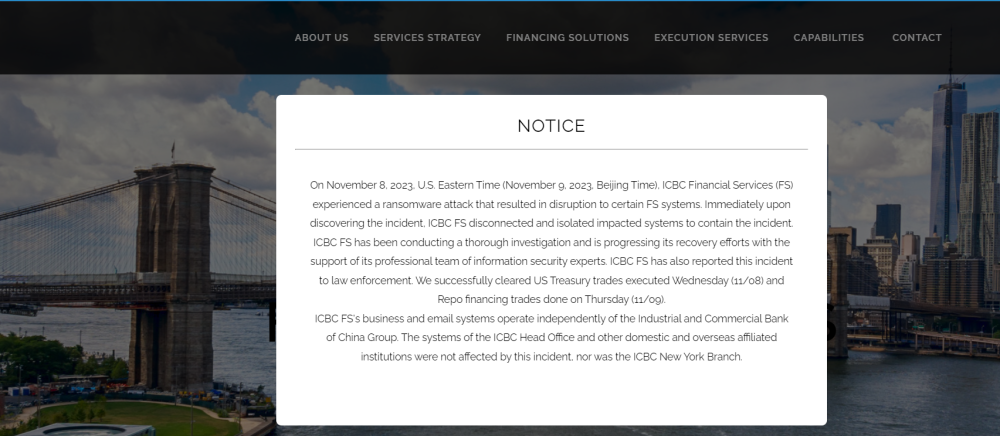 ABOUT US SERVICES STRATEGY FINANCING SOLUTIONS EXECUTION SERVICES CAPABILITIES CONTACT
NOTICE
On November 8, 2023, U.S. Eastern Time (November 9, 2023, Beijing Time), ICBC Financial Services (FS)
experienced a ransomware attack that resulted in disruption to certain FS systems. Immediately upon
discovering the incident, ICBC FS disconnected and isolated impacted systems to contain the incident.
ICBC FS has been conducting a thorough investigation and is progressing its recovery efforts with the
support of its professional team of information security experts. ICBC FS has also reported this incident
to law enforcement. We successfully cleared US Treasury trades executed Wednesday (11/08) and
Repo financing trades done on Thursday (11/09).
ICBC FS's business and email systems operate independently of the Industrial and Commercial Bank
of China Group. The systems of the ICBC Head Office and other domestic and overseas affiliated
institutions were not affected by this incident, nor was the ICBC New York Branch.